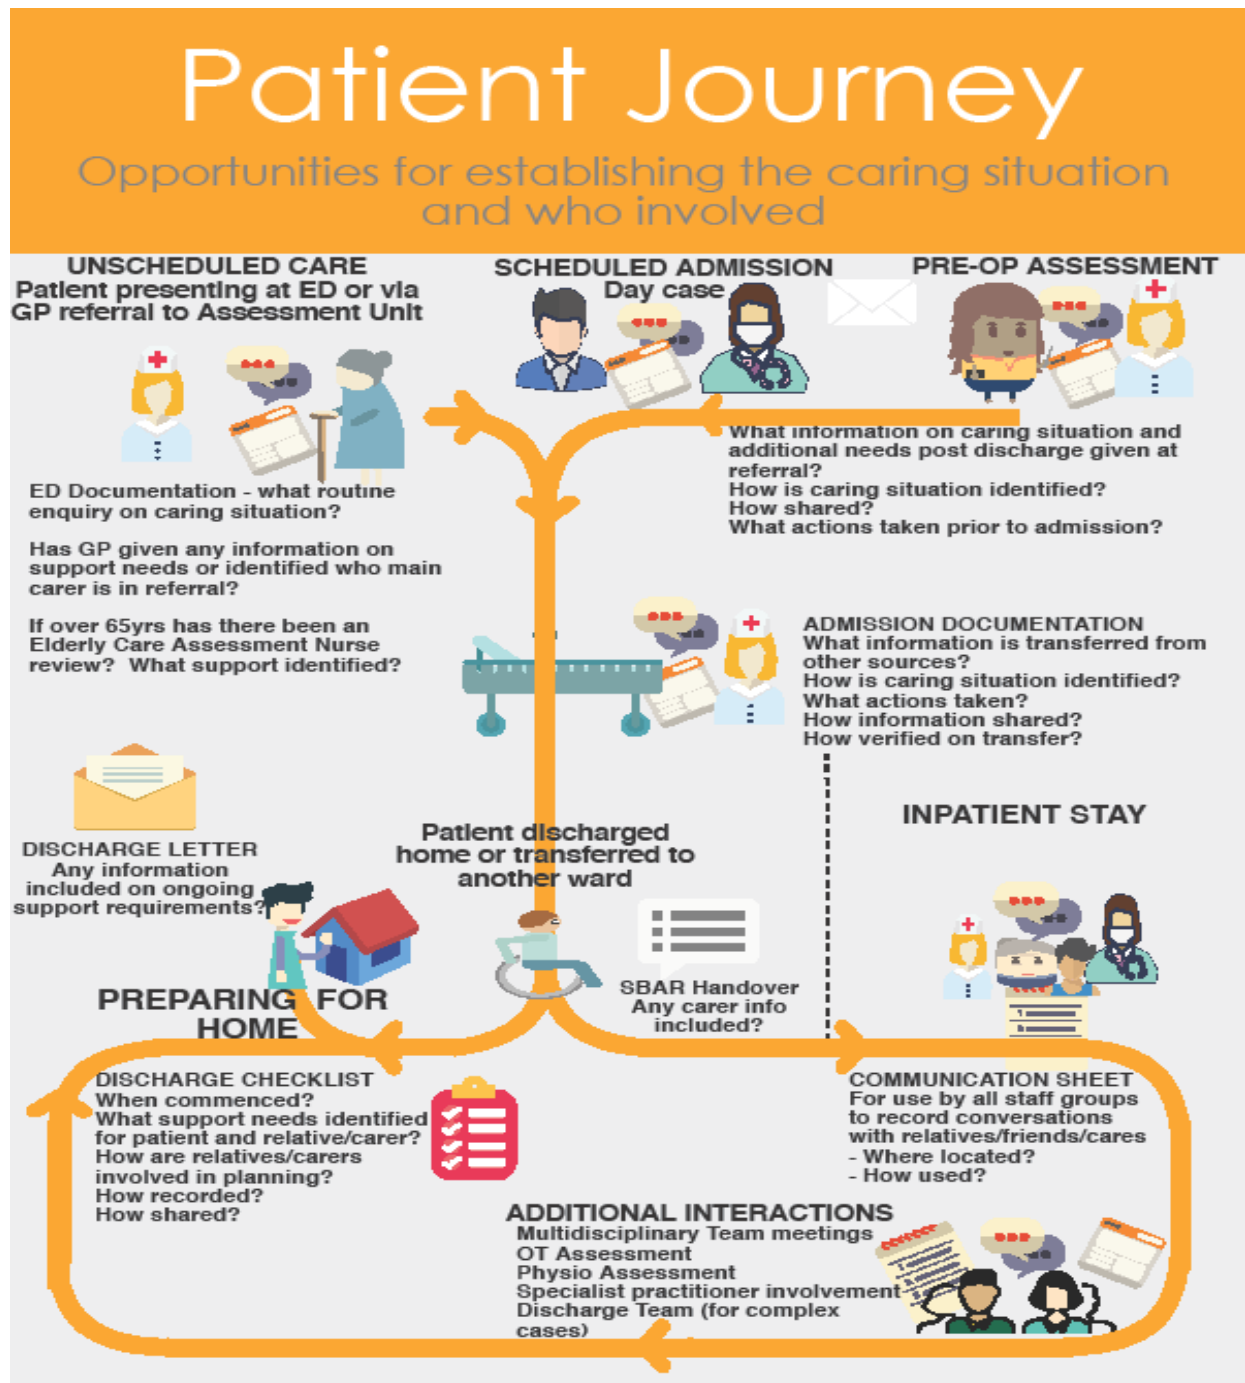 Patient Journey
Opportunities for establishing the caring situation
and who involved
UNSCHEDULED CARE
Patient presenting at ED or via
GP referral to Assessment Unit
SCHEDULED ADMISSION
Day case
PRE-OP ASSESSMENT
ED Documentation - what routine
enquiry on caring situation?
Has GP given any information on
support needs or identified who main
carer is in referral?
If over 65yrs has there been an
Elderly Care Assessment Nurse
review? What support identified?
What information on caring situation and
additional needs post discharge given at
referral?
How is caring situation identified?
How shared?
What actions taken prior to admission?
ADMISSION DOCUMENTATION
What information is transferred from
other sources?
How is caring situation identified?
What actions taken?
How information shared?
How verified on transfer?
DISCHARGE LETTER
Any information
included on ongoing
support requirements?
Patient discharged
home or transferred to
another ward
INPATIENT STAY
SBAR Handover
Any carer info
included?
PREPARING FOR
HOME
DISCHARGE CHECKLIST
When commenced?
What support needs identified
for patient and relative/carer?
How are relatives/carers
involved in planning?
How recorded?
How shared?
COMMUNICATION SHEET
For use by all staff groups
to record conversations
with relatives/friends/cares
- Where located?
- How used?
ADDITIONAL INTERACTIONS
Multidisciplinary Team meetings
OT Assessment
Physio Assessment
Specialist practitioner involvement
Discharge Team (for complex
cases)